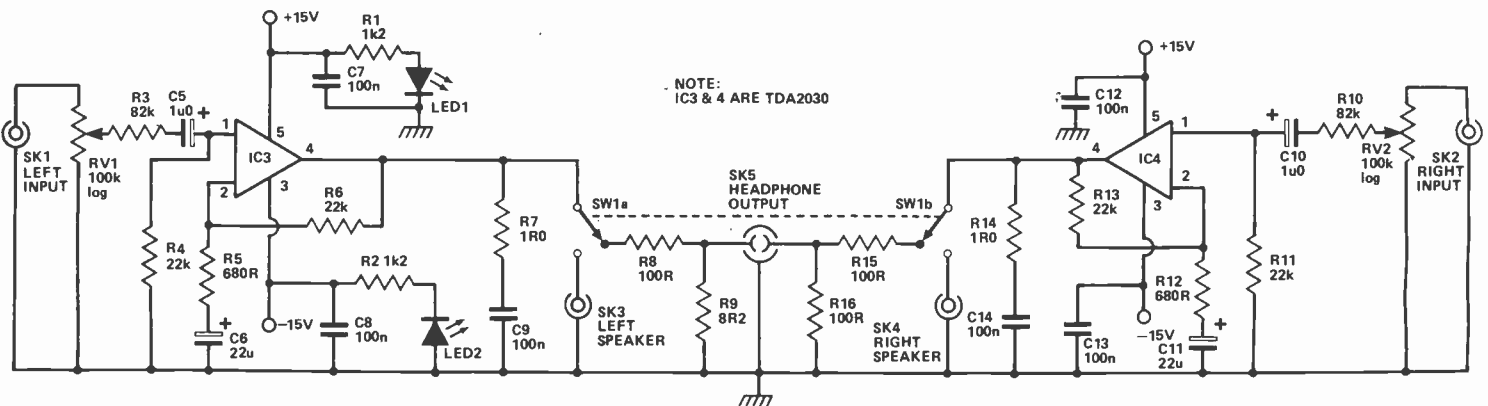 +15V
R1
1k2
C7
100n
LED1
NOTE:
IC3 & 4 ARE TDA2030
+15V
C12
100n
R3
82k
C5
1u0
+
1
5
4
IC3
2
3
SK1
LEFT
INPUT
RV1
100k
log
R6
22k
R4
22k
R5
680R
+
C6
22u
R2 1k2
-15V
C8
100n
LED2
R7
1R0
C9
100n
SW1a
SK5
HEADPHONE
OUTPUT
SW1b
R8
100R
R15
100R
SK3
LEFT
SPEAKER
R9
8R2
R16
100R
SK4
RIGHT
SPEAKER
R14
1R0
C14
100n
R13
22k
4
5
1
IC4
2
3
+
C10
1u0
R10
82k
RV2
100k
log
SK2
RIGHT
INPUT
R11
22k
R12
680R
C13
100n
-15V
+
C11
22u